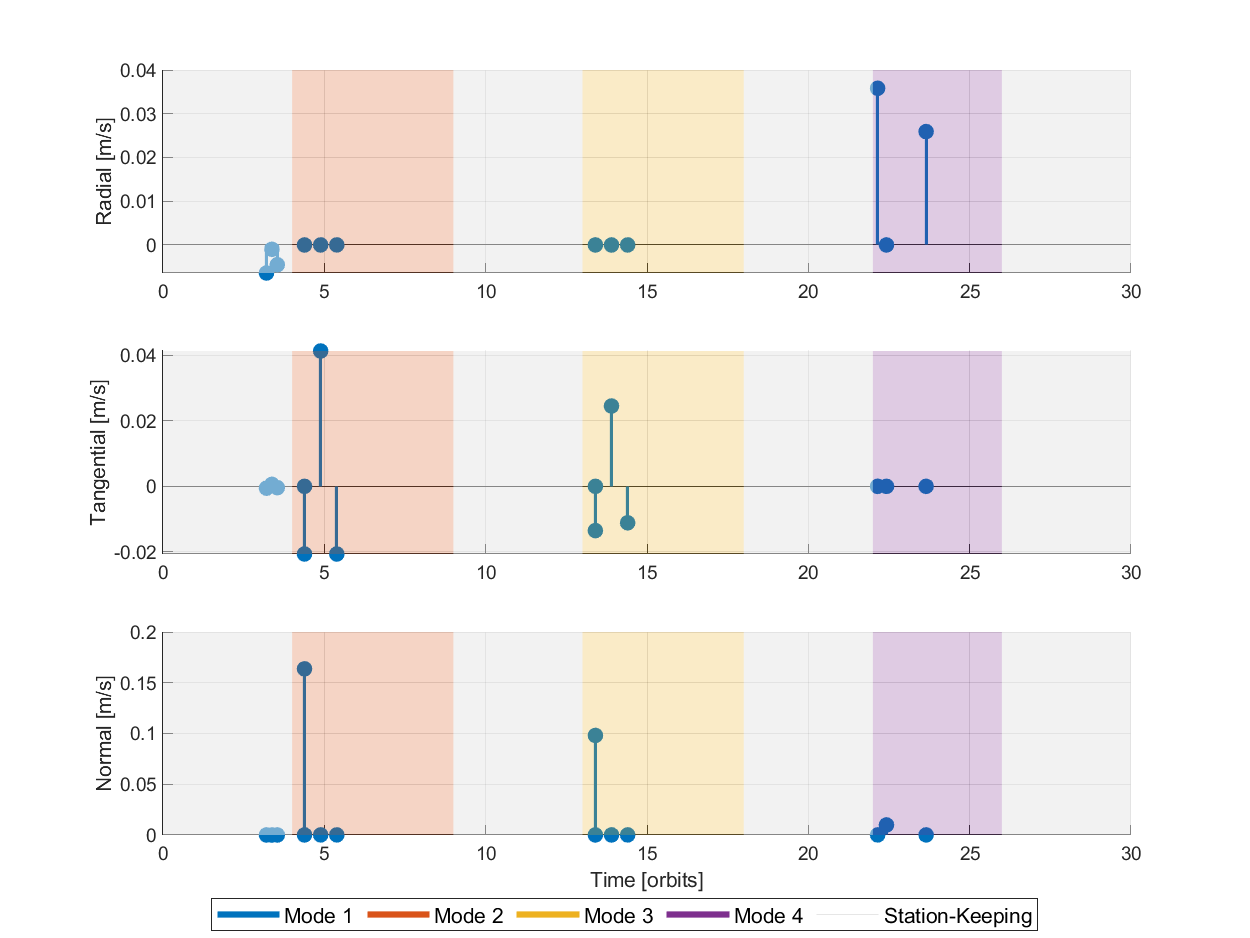 0.04
0.03
0.02
0.01
0
Radial [m/s]
0 5 10 15 20 25 30
0.04
0.02
0
-0.02
Tangential [m/s]
0 5 10 15 20 25 30
0.2
0.15
0.1
0.05
0
Normal [m/s]
0 5 10 15 20 25 30
Time [orbits]
Mode 1 Mode 2 Mode 3 Mode 4 Station-Keeping